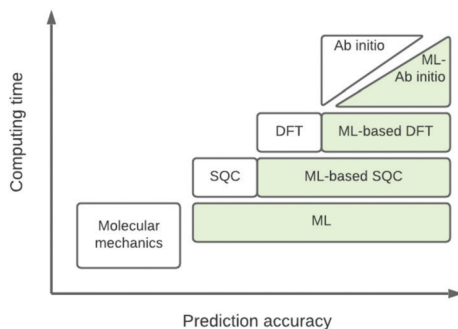 Ab initio
ML-
Ab initio
DFT
ML-based DFT
SQC
ML-based SQC
Molecular
mechanics
ML
Computing time
Prediction accuracy